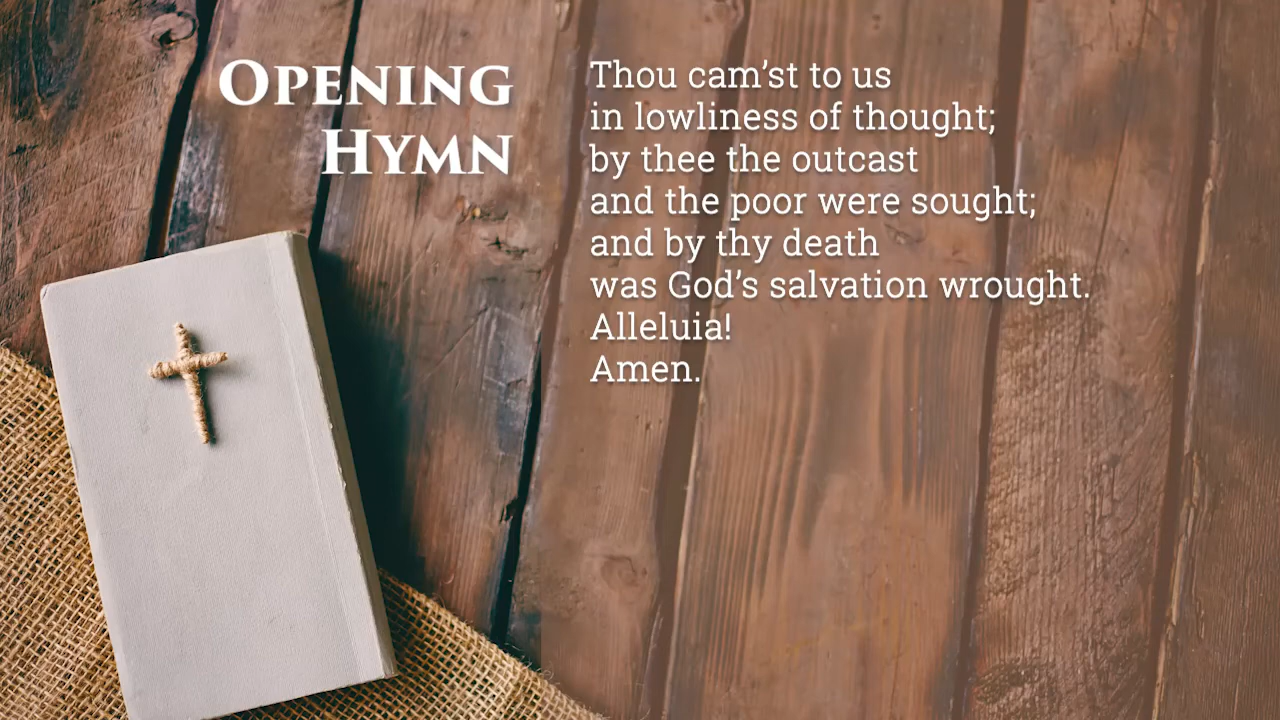 Opening
Hymn
Thou cam’st to us
in lowliness of thought;
by thee the outcast
and the poor were sought;
and by thy death
was God’s salvation wrought.
Alleluia!
Amen.